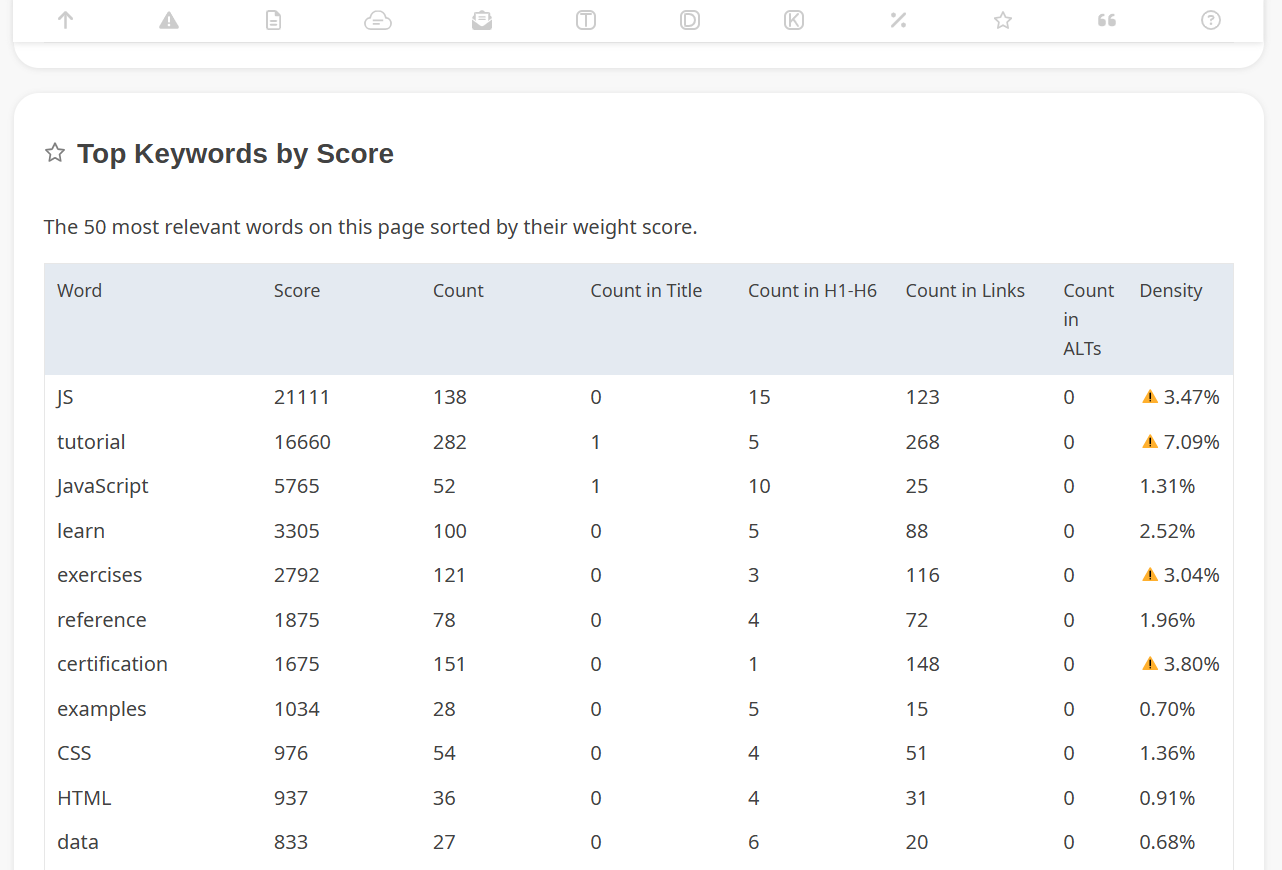 T D K ?
Top Keywords by Score
The 50 most relevant words on this page sorted by their weight score.
Word Score Count Count in Title Count in H1-H6 Count in Links Count in ALTs Density
JS 21111 138 0 15 123 0 3.47%
tutorial 16660 282 1 5 268 0 7.09%
JavaScript 5765 52 1 10 25 0 1.31%
learn 3305 100 0 5 88 0 2.52%
exercises 2792 121 0 3 116 0 3.04%
reference 1875 78 0 4 72 0 1.96%
certification 1675 151 0 1 148 0 3.80%
examples 1034 28 0 5 15 0 0.70%
CSS 976 54 0 4 51 0 1.36%
HTML 937 36 0 4 31 0 0.91%
data 833 27 0 6 20 0 0.68%